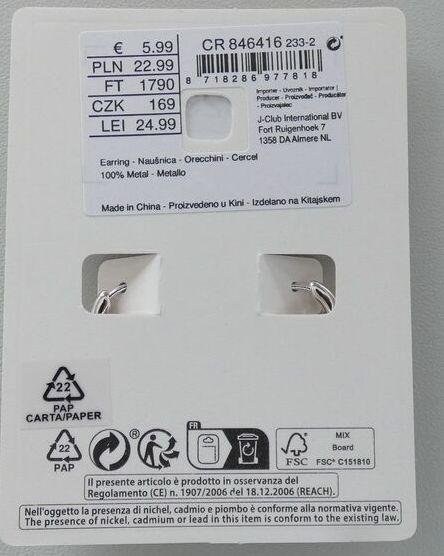 € 5.99
PLN 22.99
FT 1790
CZK 169
LEI 24.99
CR 846416 233-2
8 718286 977818
Importer - Uvoznik - Importator |
Producer - Proizvođač - Producător
- Proizvajalec
J-Club International BV
Fort Ruigenhoek 7
1358 DA Almere NL
Earring - Naušnica - Orecchini - Cercel
100% Metal - Metallo
Made in China - Proizvedeno u Kini - Izdelano na Kitajskem
22
PAP
CARTA/PAPER
22
PAP
®
FR
FSC
MIX
Board
FSC® C151810
Il presente articolo è prodotto in osservanza del
Regolamento (CE) n. 1907/2006 del 18.12.2006 (REACH).
Nell'oggetto la presenza di nickel, cadmio e piombo è conforme alla normativa vigente.
The presence of nickel, cadmium or lead in this item is conform to the existing law.